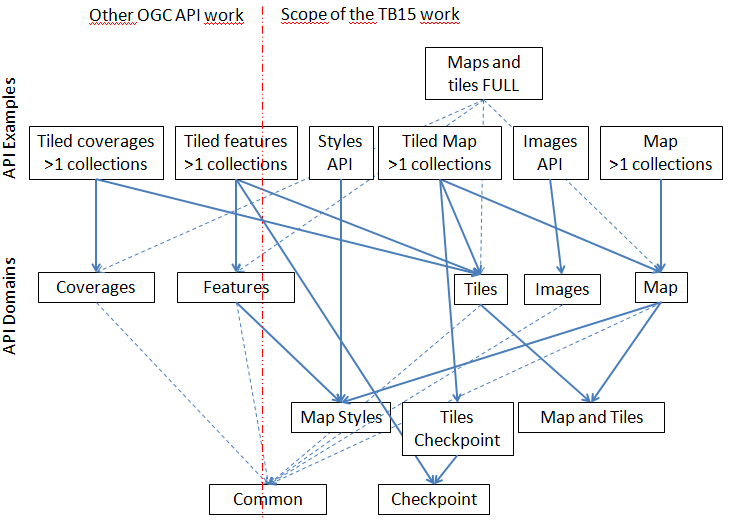 Other OGC API work
Scope of the TB15 work
Maps and
tiles FULL
API Examples
Tiled coverages
>1 collections
Tiled features
>1 collections
Styles
API
Tiled Map
>1 collections
Images
API
Map
>1 collections
API Domains
Coverages
Features
Tiles
Images
Map
Map Styles
Tiles
Checkpoint
Map and Tiles
Common
Checkpoint